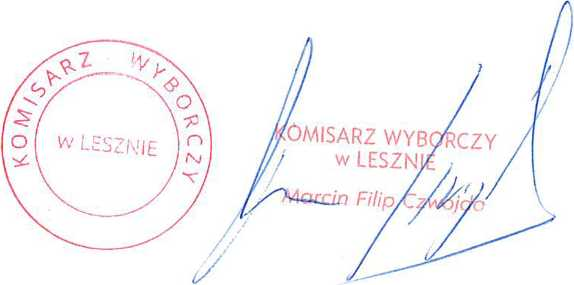 KOMISARZ WYBORCZY
w LESZNIE
KOMISARZ WYBORCZY
w LESZNIE
Marcin Filip Czwojda